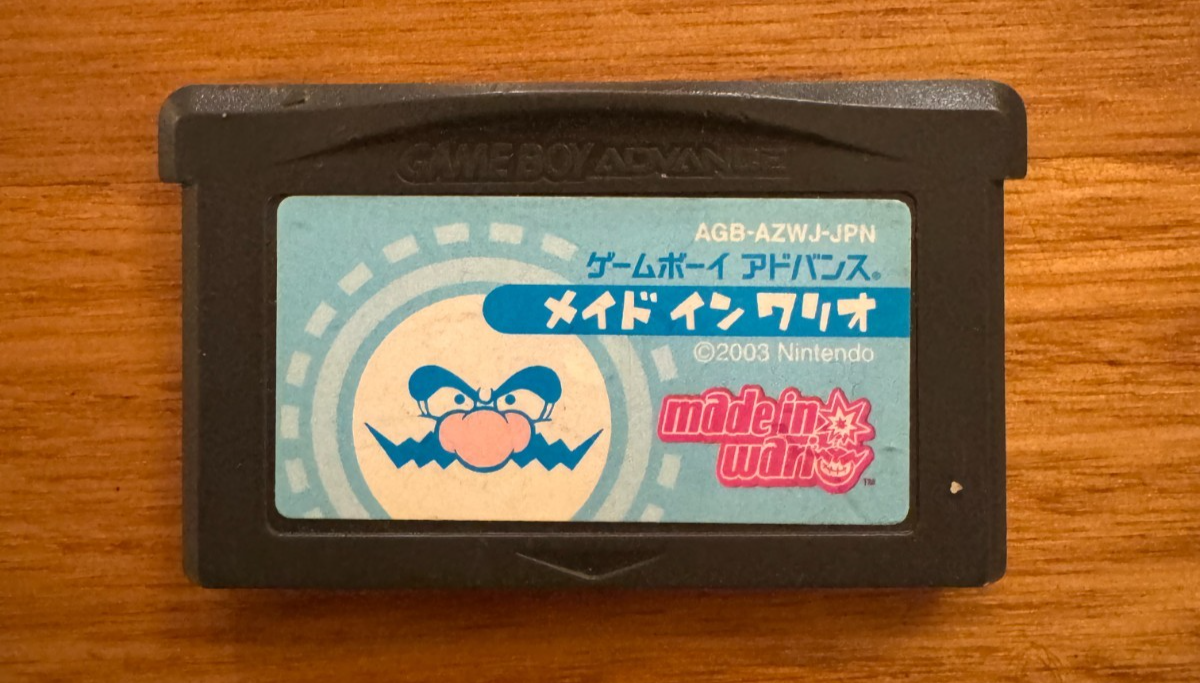 GAME BOY ADVANCE
AGB-AZWJ-JPN
ゲームボーイ アドバンス®
メイド イン ワリオ
©2003 Nintendo
made in
wario
TM